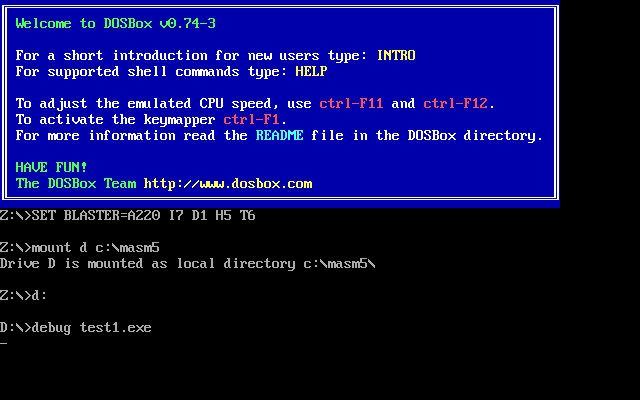 Welcome to DOSBox v0.74-3
For a short introduction for new users type: INTRO
For supported shell commands type: HELP
To adjust the emulated CPU speed, use ctrl-F11 and ctrl-F12.
To activate the keymapper ctrl-F1.
For more information read the README file in the DOSBox directory.
HAVE FUN!
The DOSBox Team http://www.dosbox.com
Z:\>SET BLASTER=A220 I7 D1 H5 T6
Z:\>mount d c:\masm5
Drive D is mounted as local directory c:\masm5\
Z:\>d:
D:\>debug test1.exe
_